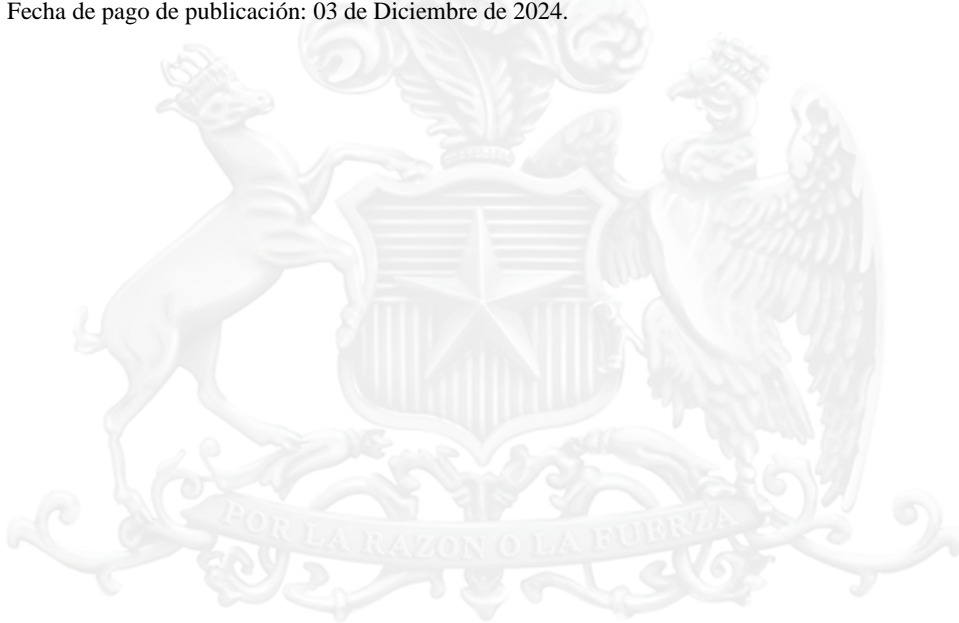 Fecha de pago de publicación: 03 de Diciembre de 2024.
POR LA RAZON O LA FUERZA